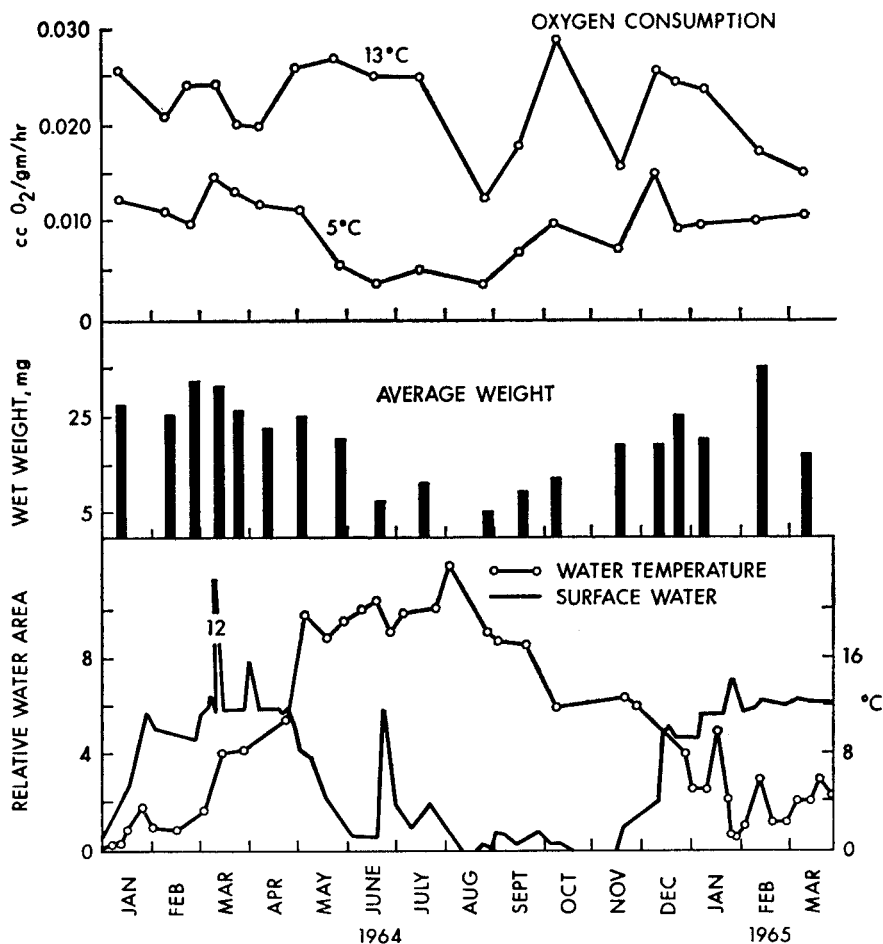 OXYGEN CONSUMPTION
0.030
13°C
0.020
cc O2/gm/hr
0.010
5°C
0
AVERAGE WEIGHT
WET WEIGHT, mg
25
5
WATER TEMPERATURE
SURFACE WATER
12
RELATIVE WATER AREA
8
4
0
16
°C
8
0
JAN FEB MAR APR MAY JUNE JULY AUG SEPT OCT NOV DEC JAN FEB MAR
1964 1965